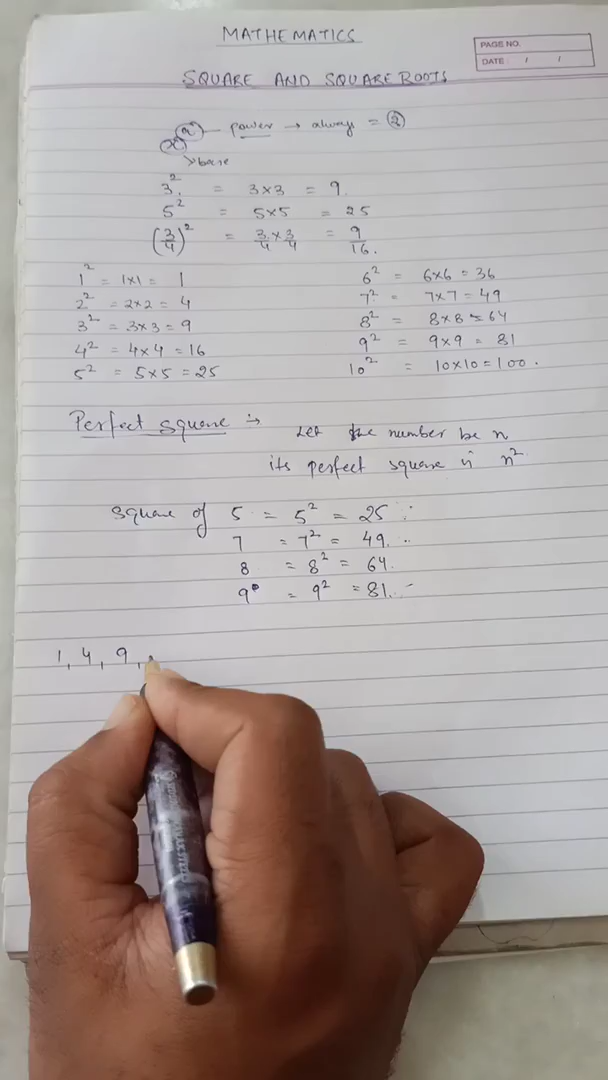 MATHEMATICS
PAGE NO.
DATE : / /
SQUARE AND SQUARE ROOTS
x² power → always = 2
base
3² = 3×3 = 9.
5² = 5×5 = 25
(3/4)² = 3/4 × 3/4 = 9/16.
1² = 1×1 = 1
2² = 2×2 = 4
3² = 3×3 = 9
4² = 4×4 = 16
5² = 5×5 = 25
6² = 6×6 = 36
7² = 7×7 = 49
8² = 8×8 = 64
9² = 9×9 = 81
10² = 10×10 = 100.
Perfect square :- Let the number be n
its perfect square is n²
Square of 5 = 5² = 25
7 = 7² = 49.
8 = 8² = 64.
9 = 9² = 81.
1, 4, 9,